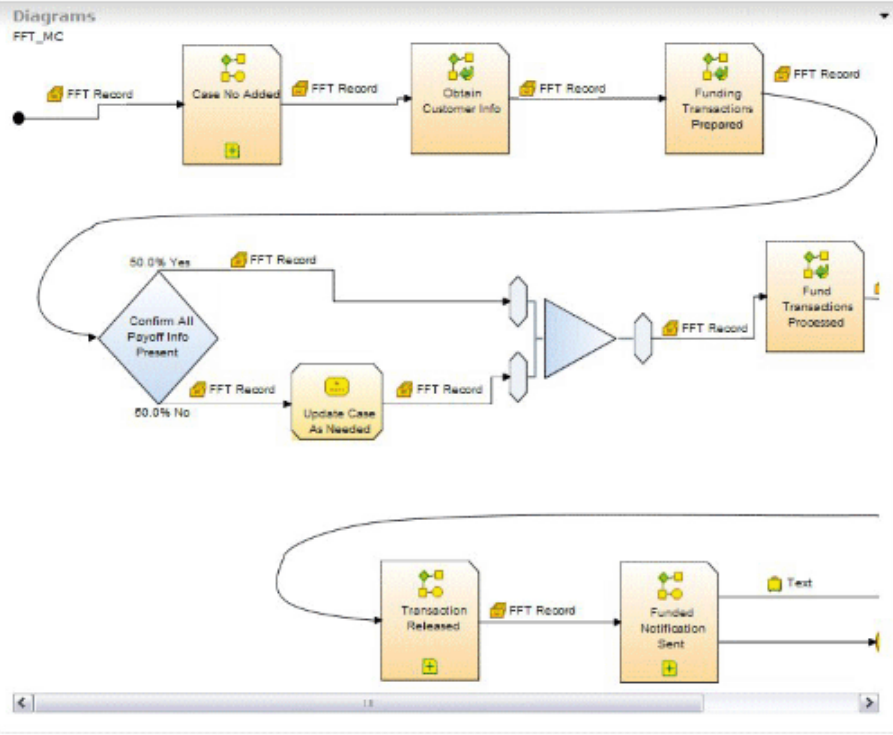 Diagrams
FFT_MC
FFT Record
Case No Added
FFT Record
Obtain
Customer Info
FFT Record
Funding
Transactions
Prepared
FFT Record
50.0% Yes
FFT Record
Confirm All
Payoff Info
Present
FFT Record
50.0% No
Update Case
As Needed
FFT Record
FFT Record
Fund
Transactions
Processed
Transaction
Released
FFT Record
Funded
Notification
Sent
Text